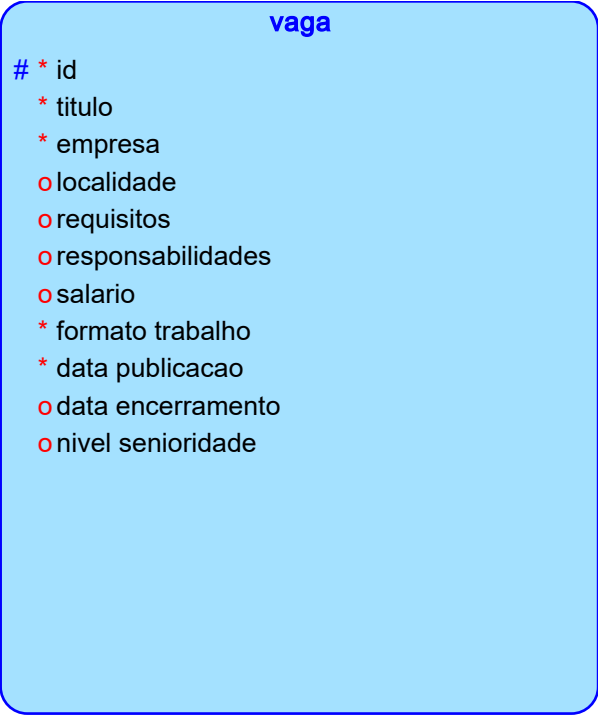 vaga
# * id
* titulo
* empresa
o localidade
o requisitos
o responsabilidades
o salario
* formato trabalho
* data publicacao
o data encerramento
o nivel senioridade